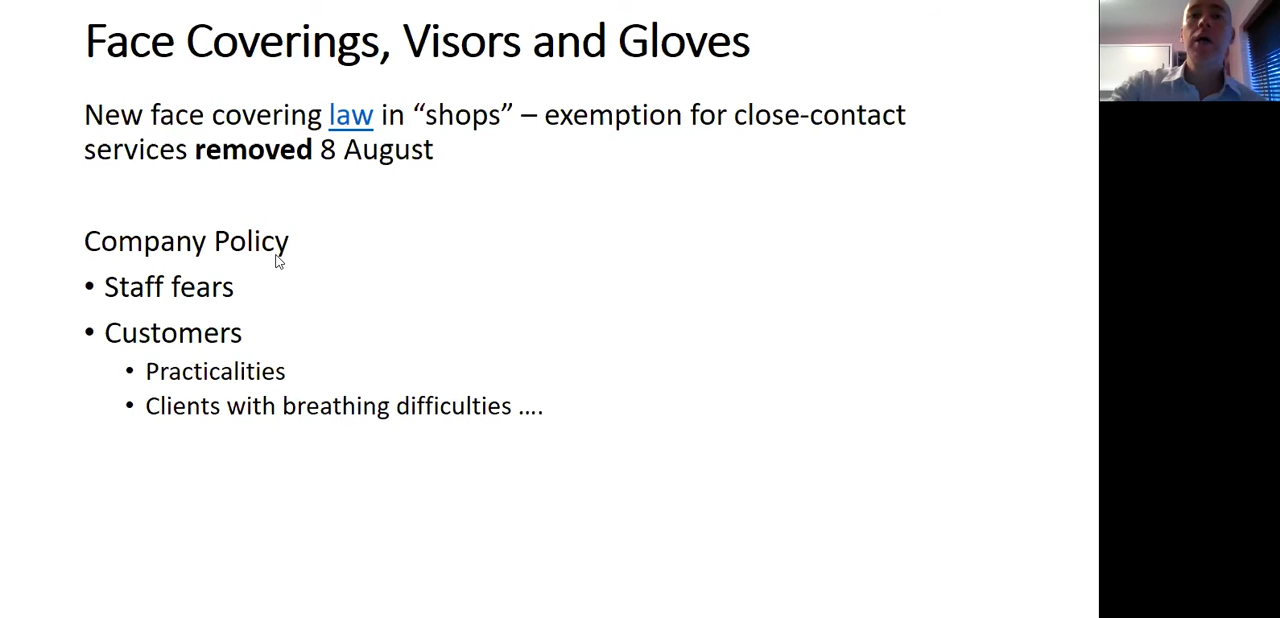 Face Coverings, Visors and Gloves
New face covering law in “shops” – exemption for close-contact
services removed 8 August
Company Policy
• Staff fears
• Customers
• Practicalities
• Clients with breathing difficulties ….